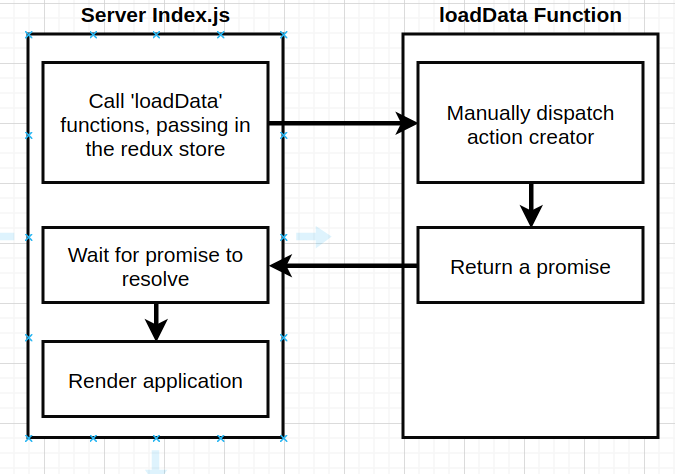 Server Index.js
loadData Function
Call 'loadData'
functions, passing in
the redux store
Manually dispatch
action creator
Wait for promise to
resolve
Return a promise
Render application